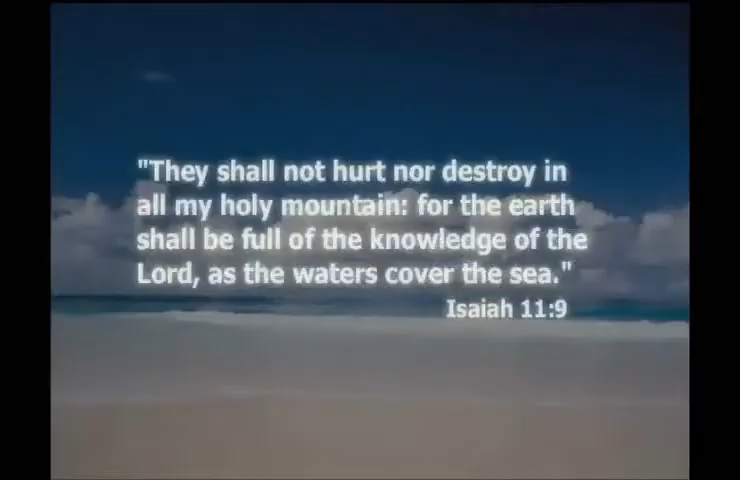 "They shall not hurt nor destroy in
all my holy mountain: for the earth
shall be full of the knowledge of the
Lord, as the waters cover the sea."
Isaiah 11:9